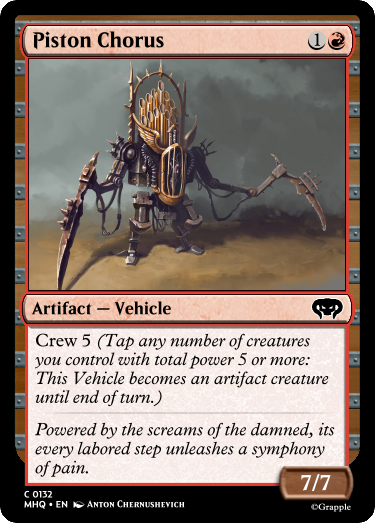 Piston Chorus 1
Artifact — Vehicle
Crew 5 (Tap any number of creatures
you control with total power 5 or more:
This Vehicle becomes an artifact creature
until end of turn.)
Powered by the screams of the damned, its
every labored step unleashes a symphony
of pain.
7/7
C 0132
MHQ • EN Anton Chernushevich
©Grapple